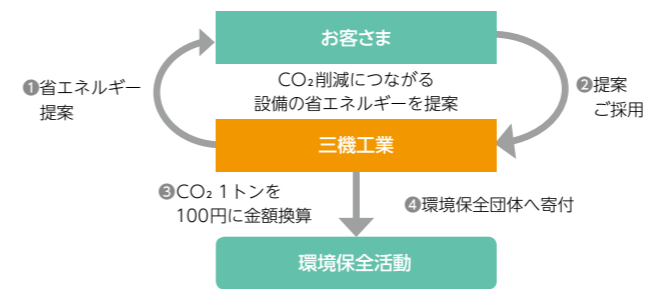 お客さま
❶省エネルギー
提案
CO₂削減につながる
設備の省エネルギーを提案
❷提案
ご採用
三機工業
❸CO₂ 1トンを
100円に金額換算
❹環境保全団体へ寄付
環境保全活動